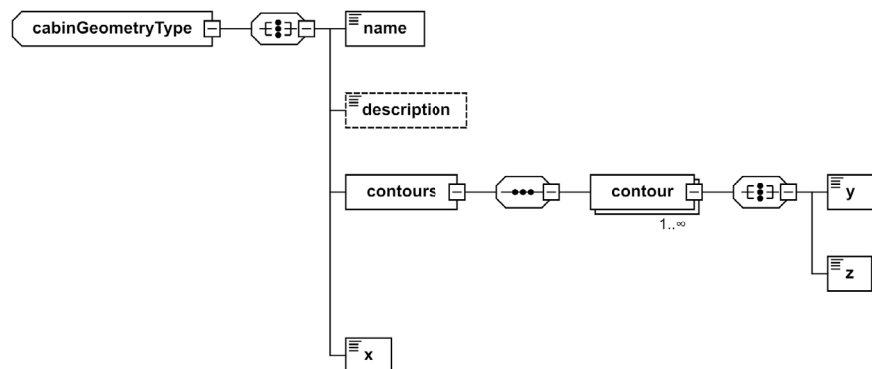 cabinGeometryType
name
description
contours
contour
1..∞
y
z
x